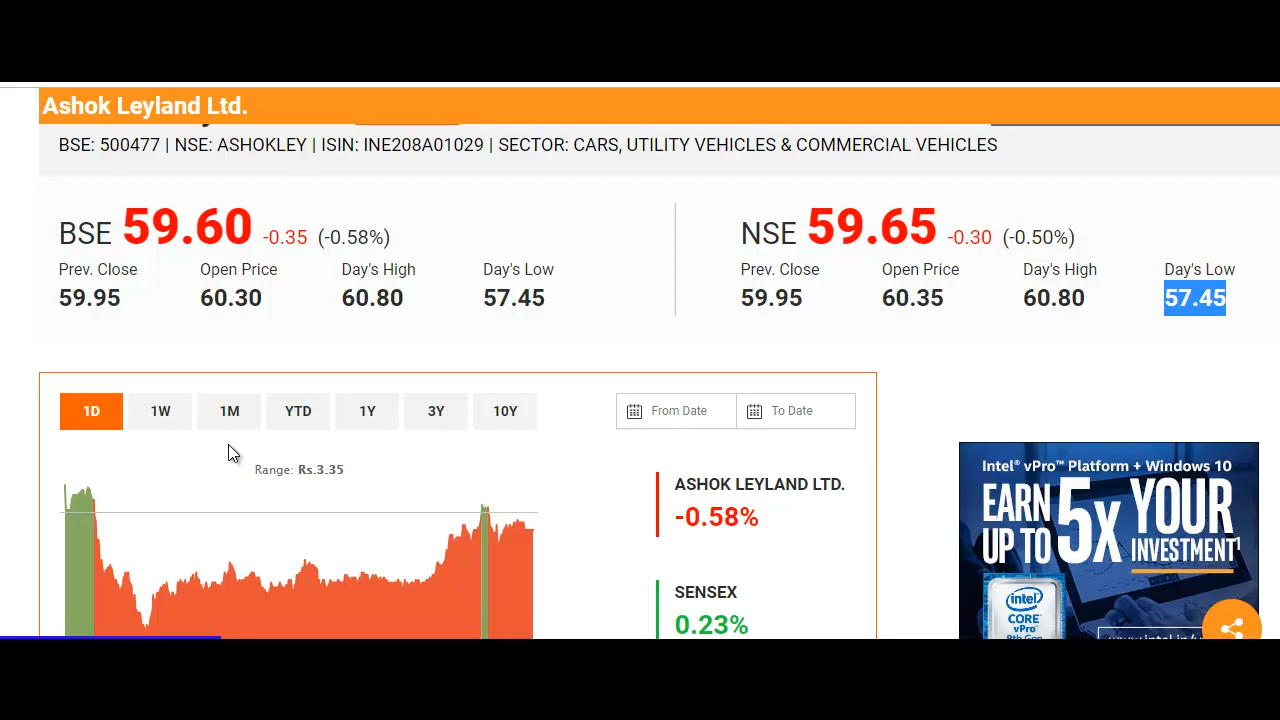 Ashok Leyland Ltd.
BSE: 500477 | NSE: ASHOKLEY | ISIN: INE208A01029 | SECTOR: CARS, UTILITY VEHICLES & COMMERCIAL VEHICLES
BSE 59.60 -0.35 (-0.58%)
Prev. Close Open Price Day's High Day's Low
59.95 60.30 60.80 57.45
NSE 59.65 -0.30 (-0.50%)
Prev. Close Open Price Day's High Day's Low
59.95 60.35 60.80 57.45
1D 1W 1M YTD 1Y 3Y 10Y
From Date To Date
Range: Rs.3.35
ASHOK LEYLAND LTD.
-0.58%
SENSEX
0.23%
Intel® vPro™ Platform + Windows 10
EARN
UP TO 5x YOUR
INVESTMENT¹
intel
CORE
vPro
8th Gen